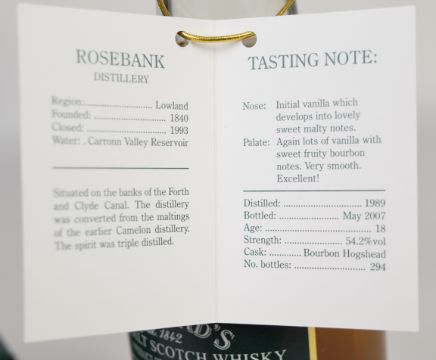 ROSEBANK
DISTILLERY
Region:.......................... Lowland
Founded: ........................... 1840
Closed: ............................. 1993
Water: . Carronn Valley Reservoir
Situated on the banks of the Forth
and Clyde Canal. The distillery
was converted from the maltings
of the earlier Camelon distillery.
The spirit was triple distilled.
TASTING NOTE:
Nose: Initial vanilla which
develops into lovely
sweet malty notes.
Palate: Again lots of vanilla with
sweet fruity bourbon
notes. Very smooth.
Excellent!
Distilled: ............................ 1989
Bottled: ...................... May 2007
Age: ...................................... 18
Strength: ....................... 54.2%vol
Cask: ............ Bourbon Hogshead
No. bottles: .......................... 294
1842
SCOTCH WHISKY